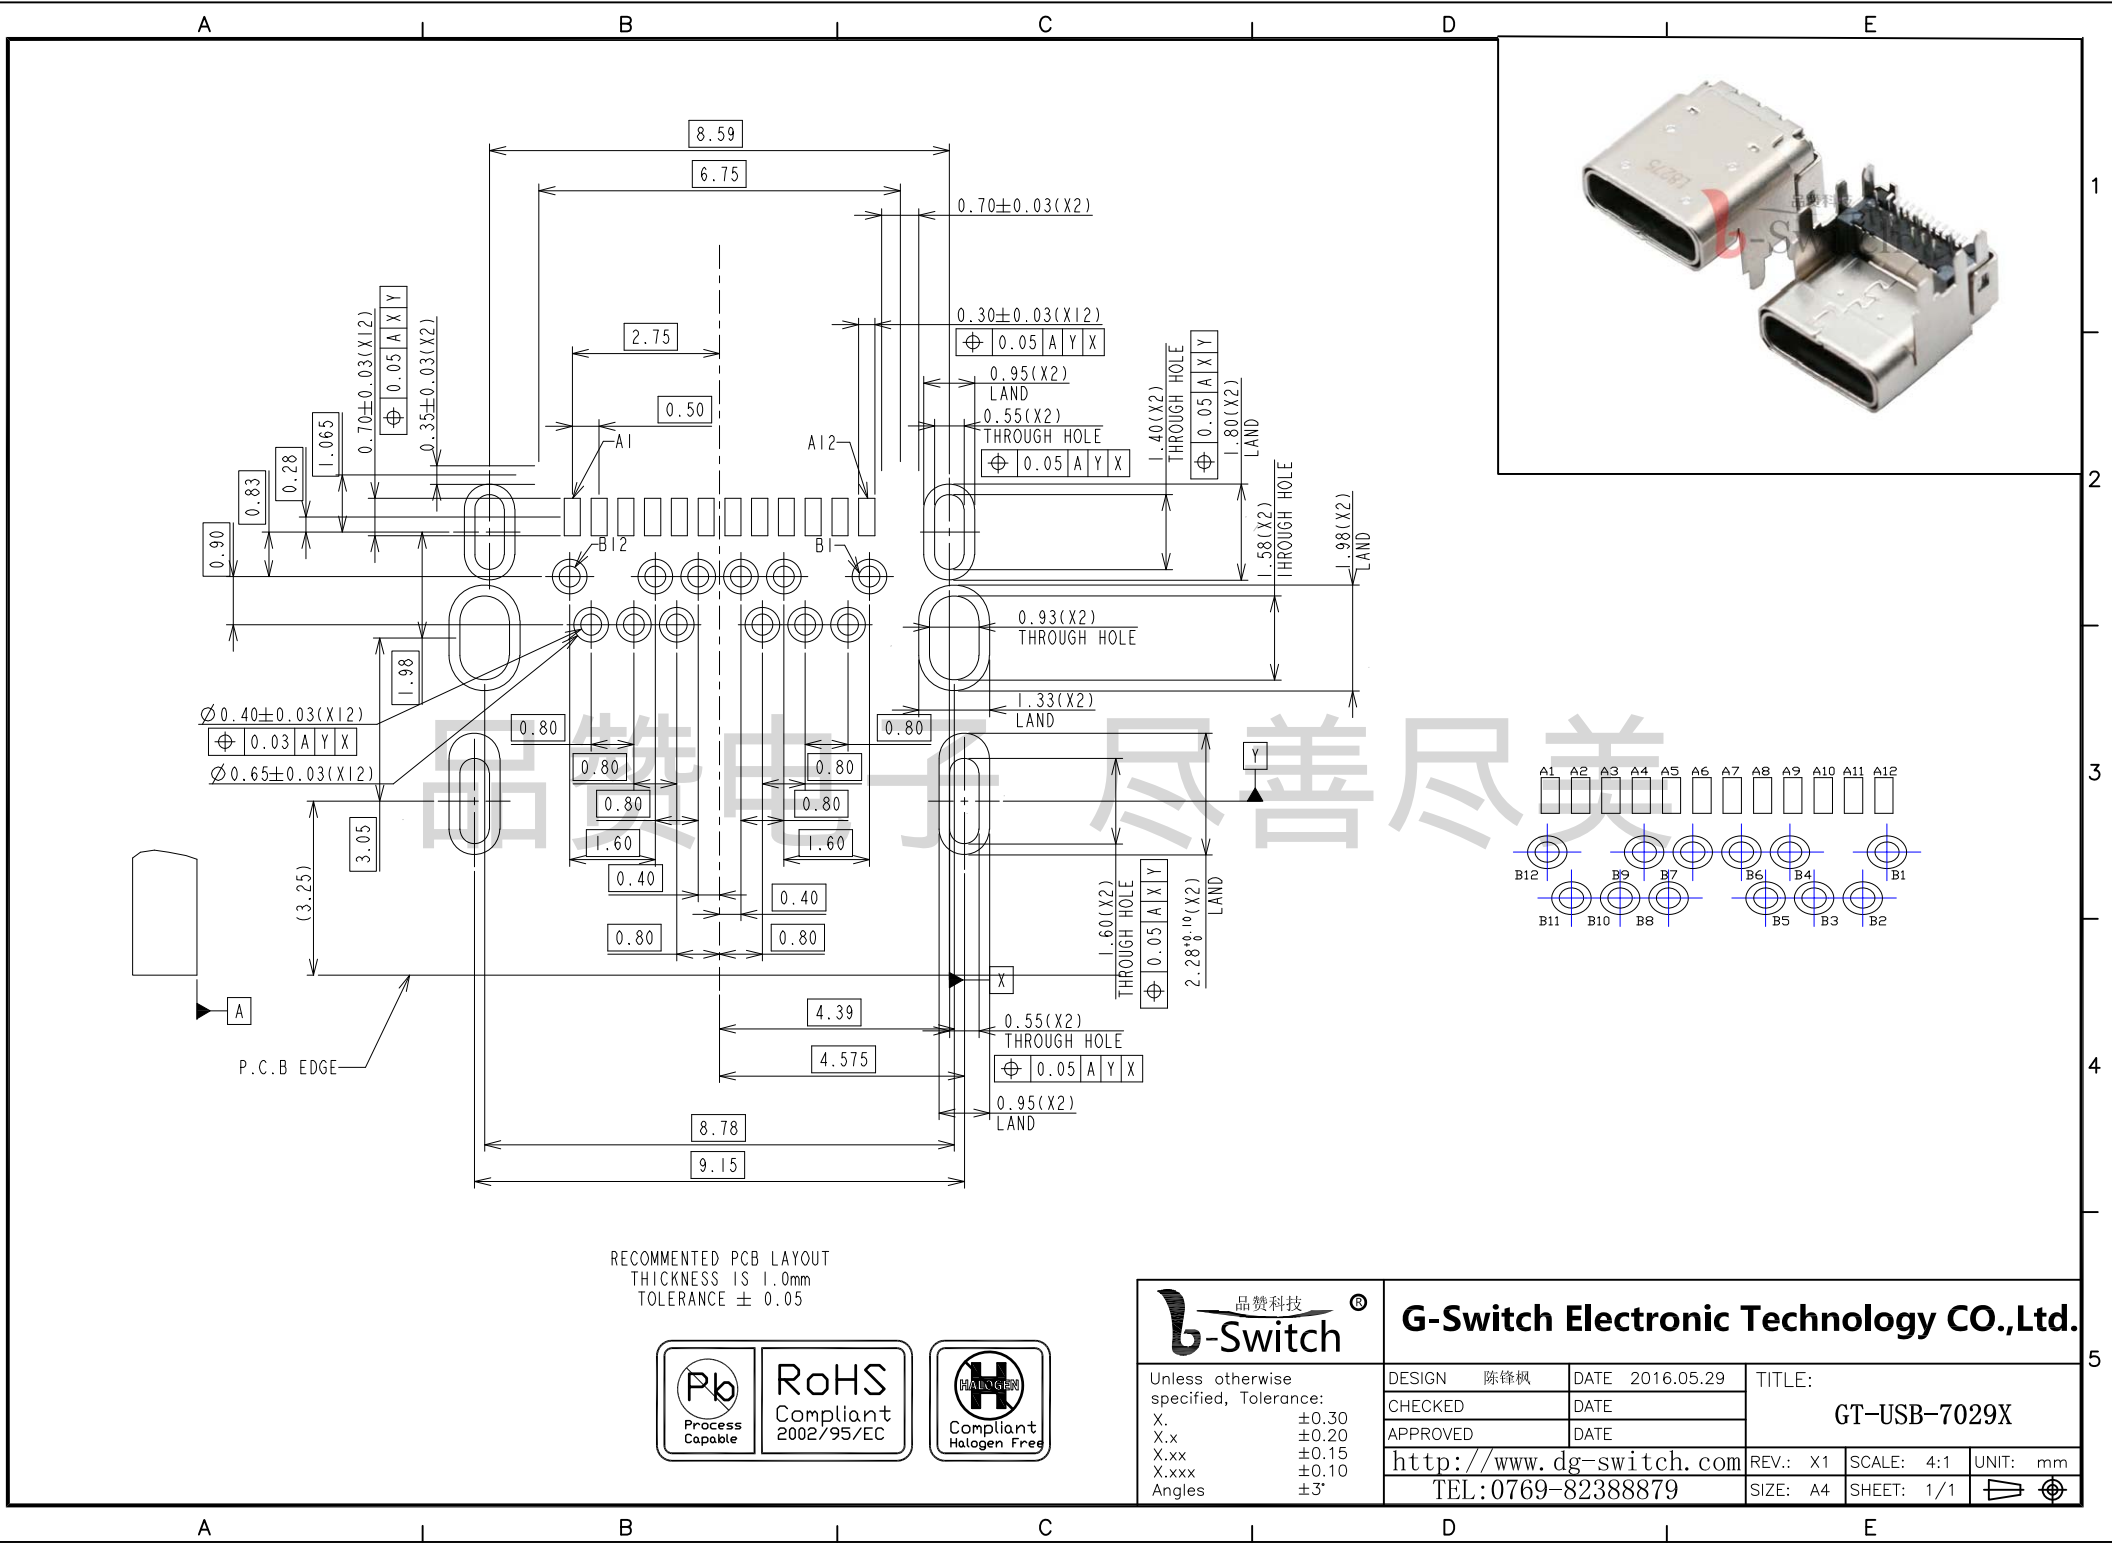 A B C D E
1
2
3
4
5
8.59
6.75
0.70±0.03(X2)
2.75
0.30±0.03(X12)
0.05 A Y X
0.95(X2)
LAND
0.50
0.55(X2)
THROUGH HOLE
0.05 A Y X
A1
A12
0.70±0.03(X12)
0.05 A X Y
0.35±0.03(X2)
1.065
0.28
0.83
0.90
1.40(X2)
THROUGH HOLE
0.05 A X Y
1.80(X2)
LAND
1.58(X2)
THROUGH HOLE
1.98(X2)
LAND
B12
B1
0.93(X2)
THROUGH HOLE
1.98
1.33(X2)
LAND
Ø0.40±0.03(X12)
0.03 A Y X
Ø0.65±0.03(X12)
0.80
0.80
0.80
0.80
0.80
0.80
1.60
1.60
0.40
0.40
0.80
0.80
3.05
(3.25)
Y
X
A
1.60(X2)
THROUGH HOLE
0.05 A X Y
2.28+0.10 0(X2)
LAND
4.39
4.575
0.55(X2)
THROUGH HOLE
0.05 A Y X
0.95(X2)
LAND
8.78
9.15
P.C.B EDGE
品赞电子 尽善尽美
A1 A2 A3 A4 A5 A6 A7 A8 A9 A10 A11 A12
B12 B9 B7 B6 B4 B1
B11 B10 B8 B5 B3 B2
RECOMMENTED PCB LAYOUT
THICKNESS IS 1.0mm
TOLERANCE ± 0.05
Pb
Process
Capable
RoHS
Compliant
2002/95/EC
H
HALOGEN
Compliant
Halogen Free
品赞科技 ®
-Switch
G-Switch Electronic Technology CO.,Ltd.
Unless otherwise
specified, Tolerance:
X. ±0.30
X.x ±0.20
X.xx ±0.15
X.xxx ±0.10
Angles ±3°
DESIGN 陈锋枫 DATE 2016.05.29
CHECKED DATE
APPROVED DATE
TITLE:
GT-USB-7029X
http://www.dg-switch.com
TEL:0769-82388879
REV.: X1 SCALE: 4:1 UNIT: mm
SIZE: A4 SHEET: 1/1
A B C D E